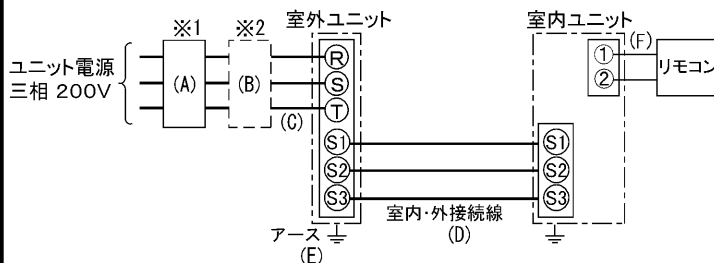 室外ユニット
室内ユニット
※1
※2
(F)
ユニット電源
三相 200V
(A)
(B)
(C)
R
S
T
S1
S2
S3
①
②
リモコン
S1
S2
S3
室内・外接続線
(D)
アース
(E)